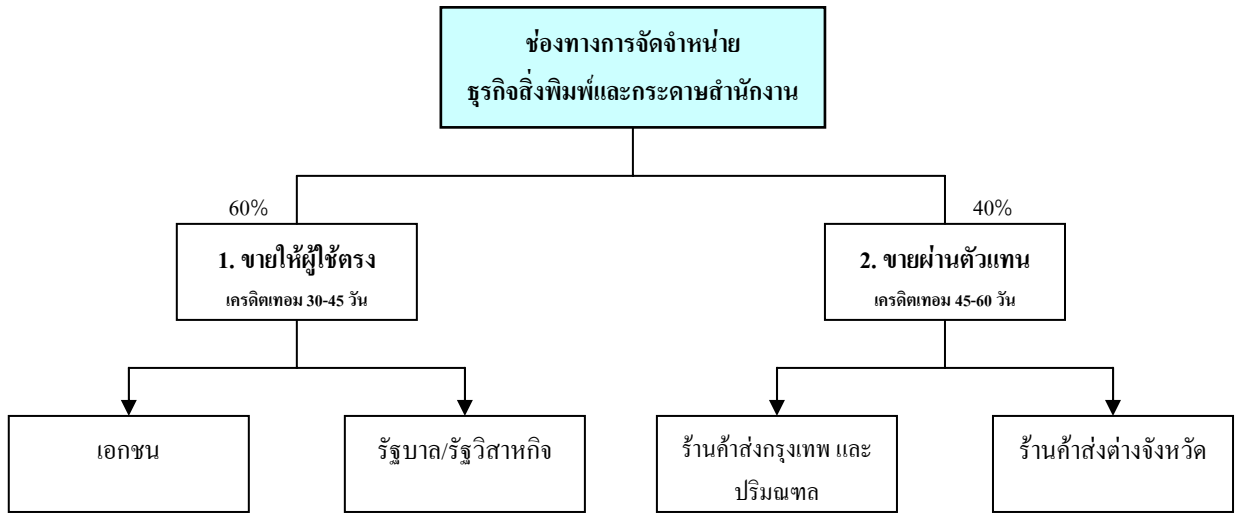 ช่องทางการจัดจำหน่าย
ธุรกิจสิ่งพิมพ์และกระดาษสำนักงาน
60%
40%
1. ขายให้ผู้ใช้ตรง
เครดิตเทอม 30-45 วัน
2. ขายผ่านตัวแทน
เครดิตเทอม 45-60 วัน
เอกชน
รัฐบาล/รัฐวิสาหกิจ
ร้านค้าส่งกรุงเทพ และ
ปริมณฑล
ร้านค้าส่งต่างจังหวัด